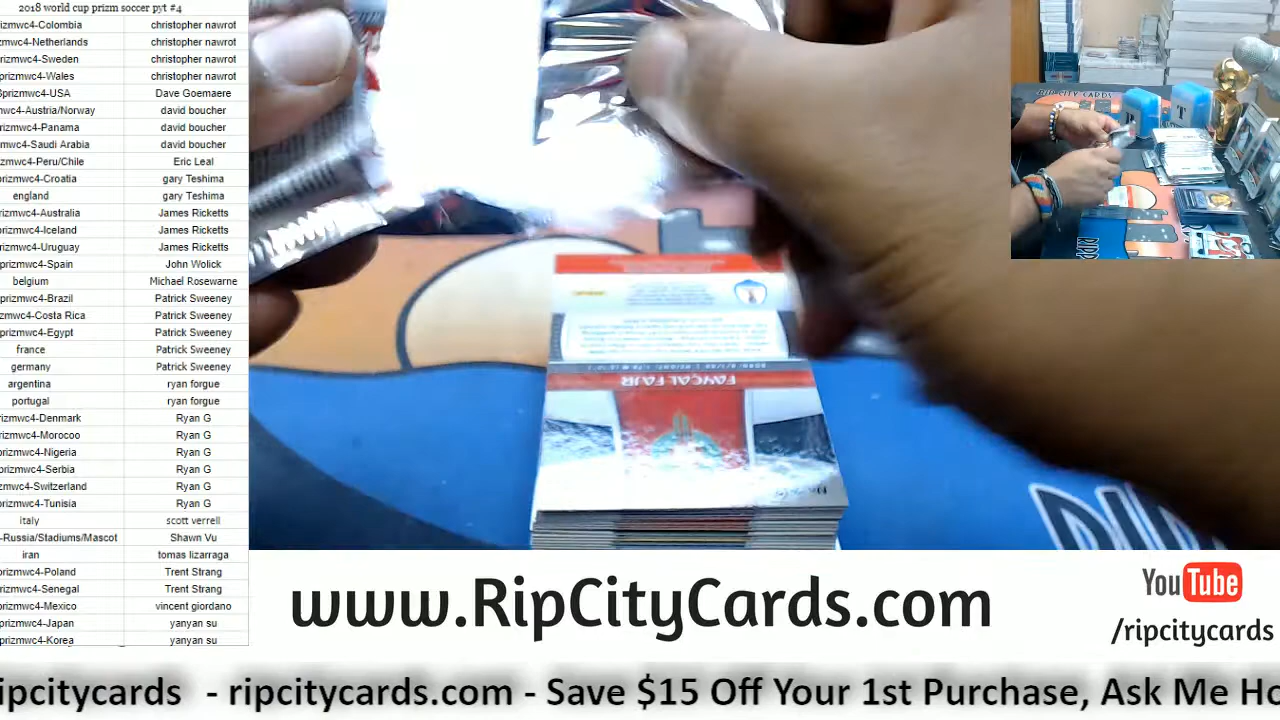 2018 world cup prizm soccer pyt #4
rizmwc4-Colombia christopher nawrot
izmwc4-Netherlands christopher nawrot
rizmwc4-Sweden christopher nawrot
prizmwc4-Wales christopher nawrot
prizmwc4-USA Dave Goemaere
mwc4-Austria/Norway david boucher
rizmwc4-Panama david boucher
mwc4-Saudi Arabia david boucher
zmwc4-Peru/Chile Eric Leal
prizmwc4-Croatia gary Teshima
england gary Teshima
rizmwc4-Australia James Ricketts
prizmwc4-Iceland James Ricketts
rizmwc4-Uruguay James Ricketts
prizmwc4-Spain John Wolick
belgium Michael Rosewarne
prizmwc4-Brazil Patrick Sweeney
izmwc4-Costa Rica Patrick Sweeney
prizmwc4-Egypt Patrick Sweeney
france Patrick Sweeney
germany Patrick Sweeney
argentina ryan forgue
portugal ryan forgue
rizmwc4-Denmark Ryan G
rizmwc4-Morocoo Ryan G
rizmwc4-Nigeria Ryan G
prizmwc4-Serbia Ryan G
zmwc4-Switzerland Ryan G
rizmwc4-Tunisia Ryan G
italy scott verrell
-Russia/Stadiums/Mascot Shawn Vu
iran tomas lizarraga
prizmwc4-Poland Trent Strang
rizmwc4-Senegal Trent Strang
prizmwc4-Mexico vincent giordano
prizmwc4-Japan yanyan su
prizmwc4-Korea yanyan su
RIP CITY CARDS
FAYCAL FAJR
www.RipCityCards.com
YouTube
/ripcitycards
ipcitycards - ripcitycards.com - Save $15 Off Your 1st Purchase, Ask Me Ho